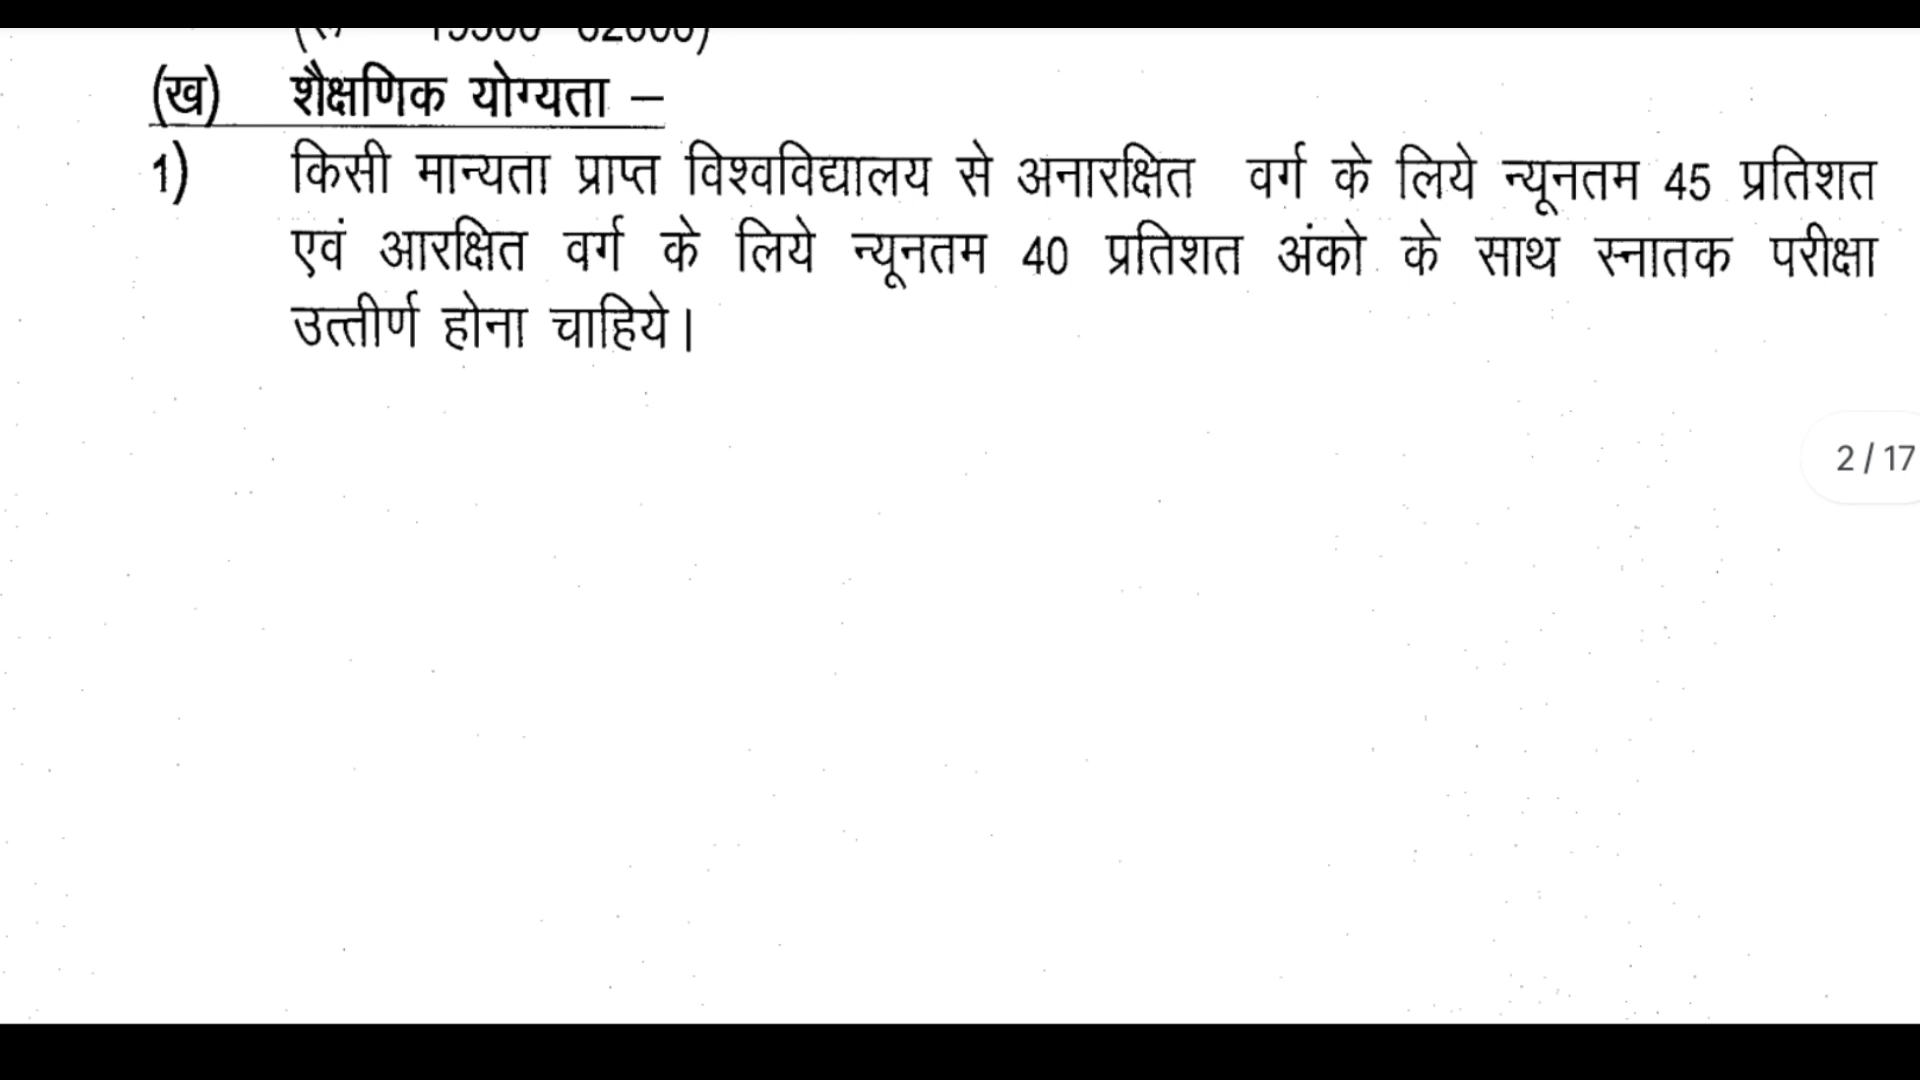 (ख) शैक्षणिक योग्यता –
1) किसी मान्यता प्राप्त विश्वविद्यालय से अनारक्षित वर्ग के लिये न्यूनतम 45 प्रतिशत
एवं आरक्षित वर्ग के लिये न्यूनतम 40 प्रतिशत अंको के साथ स्नातक परीक्षा
उत्तीर्ण होना चाहिये।
2 / 17